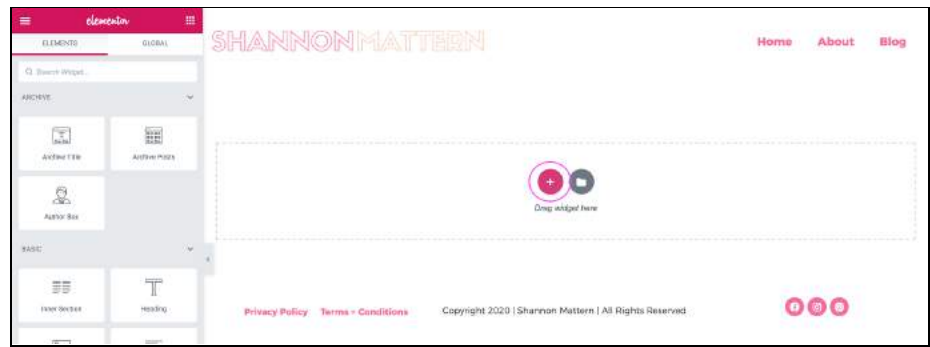 elementor
ELEMENTS GLOBAL
SHANNON MATTERN
Home About Blog
Search Widget...
ARCHIVE
Archive Title Archive Posts
Author Box
Drag widget here
BASIC
Inner Section Heading
Privacy Policy Terms + Conditions Copyright 2020 | Shannon Mattern | All Rights Reserved